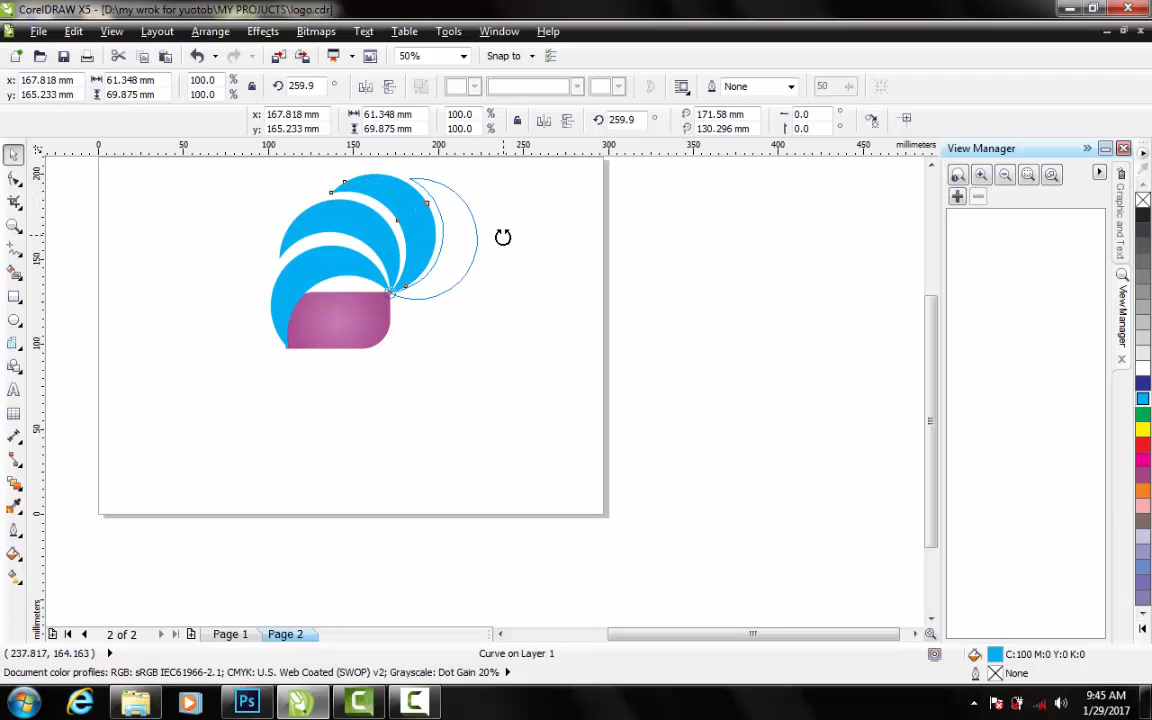 CorelDRAW X5 - [D:\my wrok for yuotob\MY PROJECTS\logo.cdr]
File Edit View Layout Arrange Effects Bitmaps Text Table Tools Window Help
50% Snap to
x: 167.818 mm 61.348 mm 100.0 % 259.9 ° None 50
y: 165.233 mm 69.875 mm 100.0 %
x: 167.818 mm 61.348 mm 100.0 % 259.9 ° 171.58 mm 0.0 °
y: 165.233 mm 69.875 mm 100.0 % 130.296 mm 0.0 °
0 50 100 150 200 250 300 350 400 450 millimeters
200
150
100
50
0
millimeters
View Manager
Graphic and Text
View Manager
2 of 2 Page 1 Page 2
( 237.817, 164.163 ) Curve on Layer 1 C:100 M:0 Y:0 K:0
Document color profiles: RGB: sRGB IEC61966-2.1; CMYK: U.S. Web Coated (SWOP) v2; Grayscale: Dot Gain 20% None
Ps
9:45 AM
1/29/2017